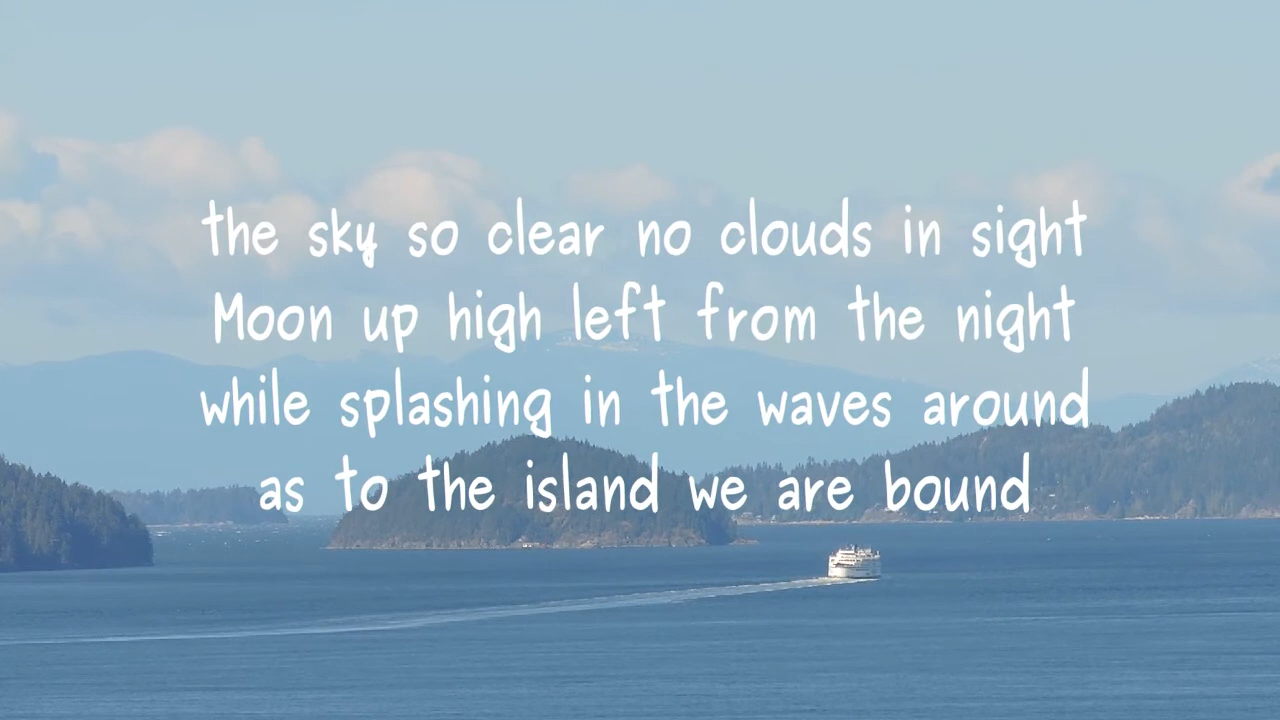 the sky so clear no clouds in sight
Moon up high left from the night
while splashing in the waves around
as to the island we are bound